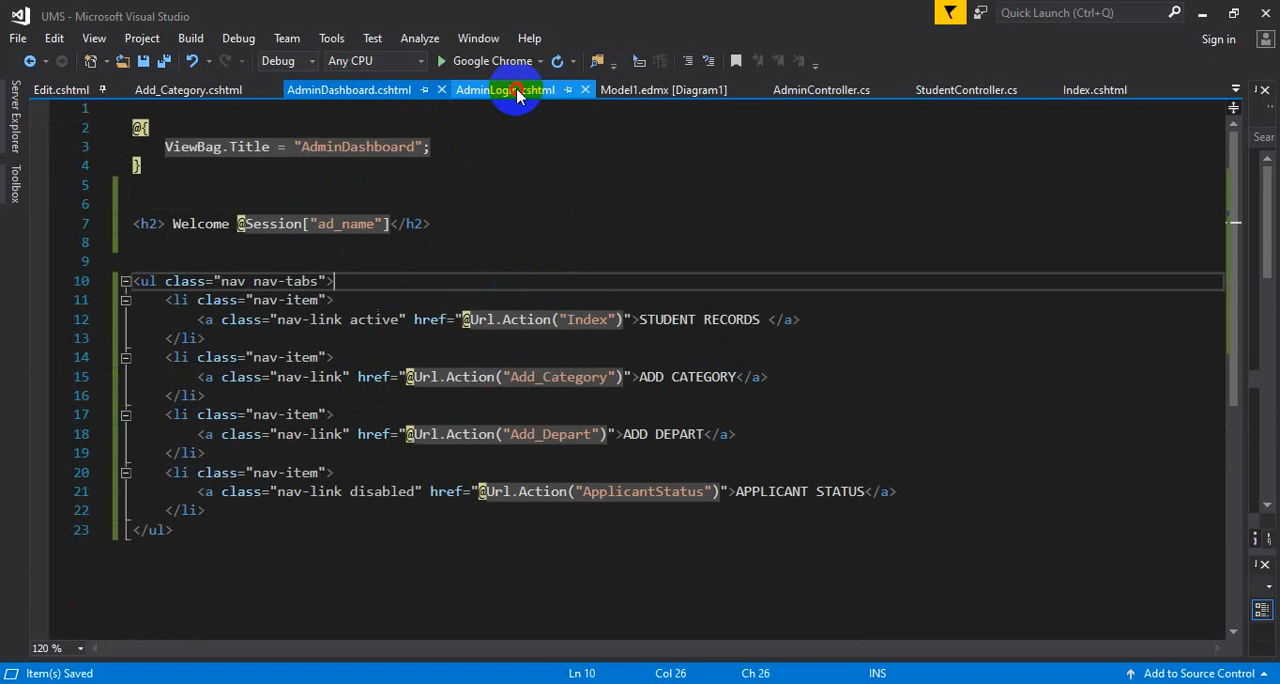 UMS - Microsoft Visual Studio
Quick Launch (Ctrl+Q)
File Edit View Project Build Debug Team Tools Test Analyze Window Help
Sign in
Debug Any CPU Google Chrome
Edit.cshtml Add_Category.cshtml AdminDashboard.cshtml AdminLogin.cshtml Model1.edmx [Diagram1] AdminController.cs StudentController.cs Index.cshtml
Server Explorer
Toolbox
Sear
1
2 @{
3 ViewBag.Title = "AdminDashboard";
4 }
5
6
7 <h2> Welcome @Session["ad_name"]</h2>
8
9
10 <ul class="nav nav-tabs">
11 <li class="nav-item">
12 <a class="nav-link active" href="@Url.Action("Index")">STUDENT RECORDS </a>
13 </li>
14 <li class="nav-item">
15 <a class="nav-link" href="@Url.Action("Add_Category")">ADD CATEGORY</a>
16 </li>
17 <li class="nav-item">
18 <a class="nav-link" href="@Url.Action("Add_Depart")">ADD DEPART</a>
19 </li>
20 <li class="nav-item">
21 <a class="nav-link disabled" href="@Url.Action("ApplicantStatus")">APPLICANT STATUS</a>
22 </li>
23 </ul>
120 %
Item(s) Saved Ln 10 Col 26 Ch 26 INS Add to Source Control